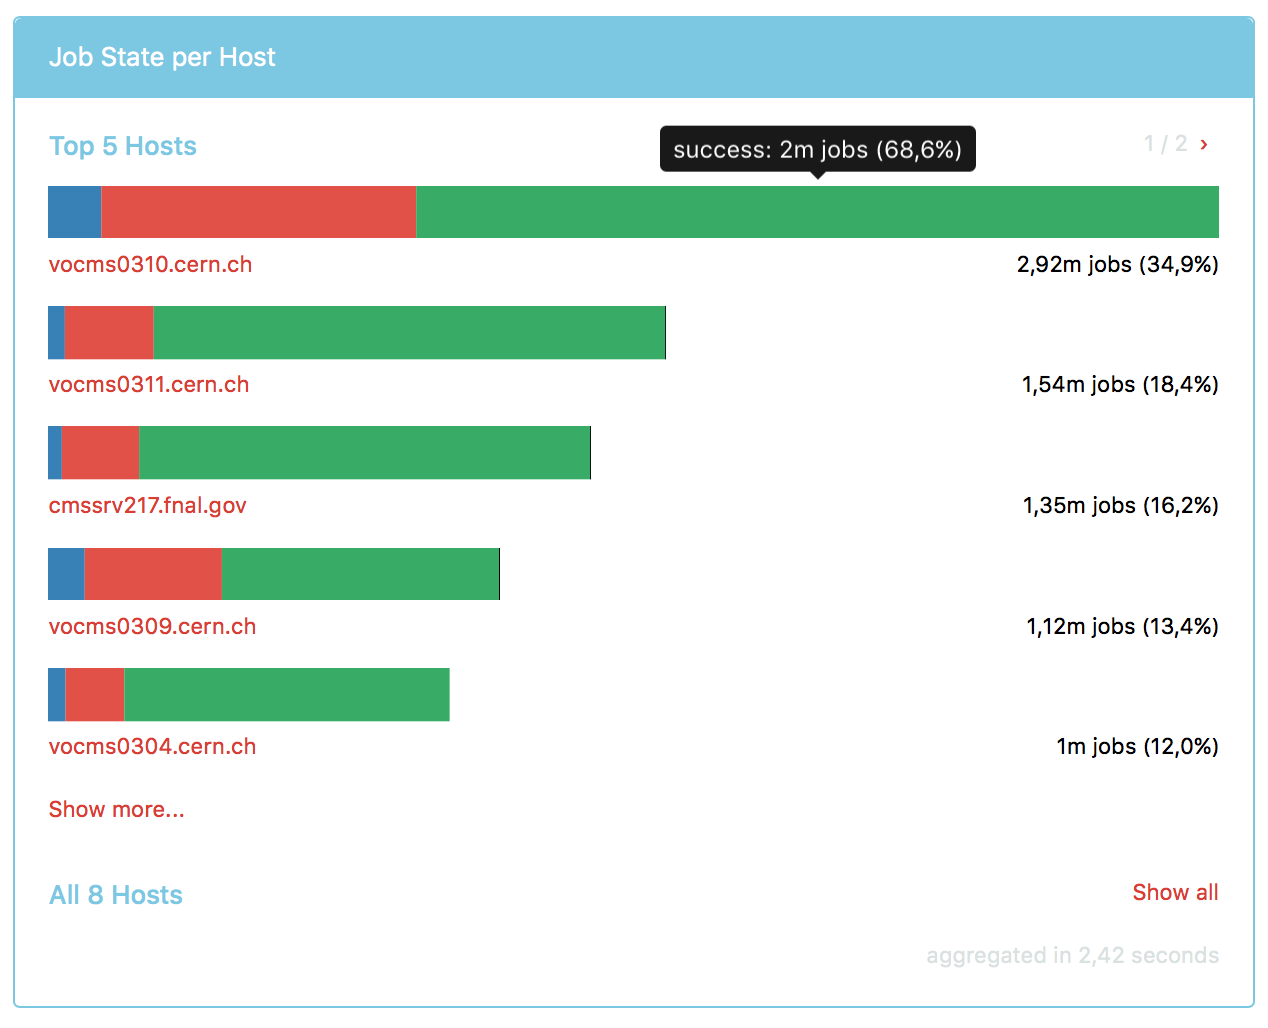 Job State per Host
Top 5 Hosts
1 / 2 ›
success: 2m jobs (68,6%)
vocms0310.cern.ch 2,92m jobs (34,9%)
vocms0311.cern.ch 1,54m jobs (18,4%)
cmssrv217.fnal.gov 1,35m jobs (16,2%)
vocms0309.cern.ch 1,12m jobs (13,4%)
vocms0304.cern.ch 1m jobs (12,0%)
Show more...
All 8 Hosts Show all
aggregated in 2,42 seconds